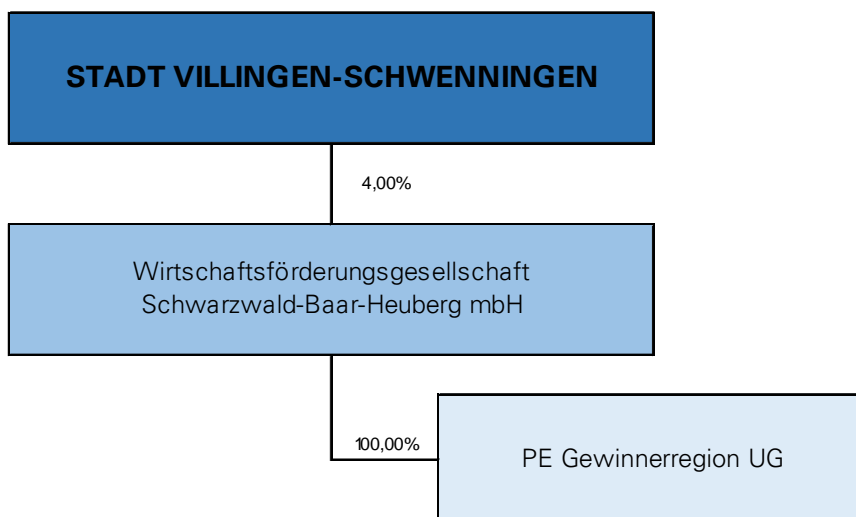 STADT VILLINGEN-SCHWENNINGEN
4,00%
Wirtschaftsförderungsgesellschaft
Schwarzwald-Baar-Heuberg mbH
100,00%
PE Gewinnerregion UG